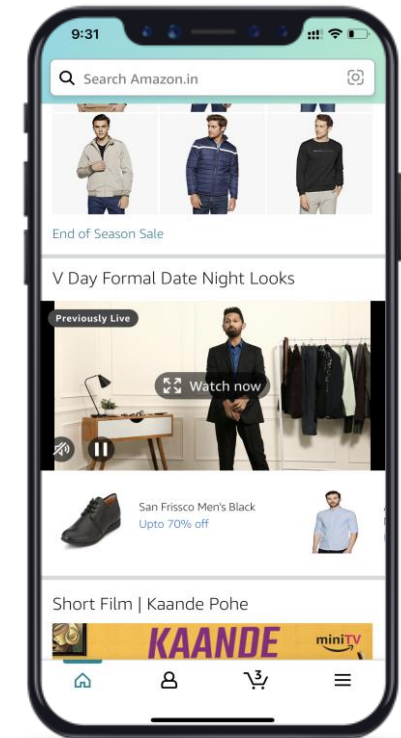 9:31
Search Amazon.in
End of Season Sale
V Day Formal Date Night Looks
Previously Live
Watch now
San Frissco Men's Black
Upto 70% off
Short Film | Kaande Pohe
KAANDE
miniTV
3